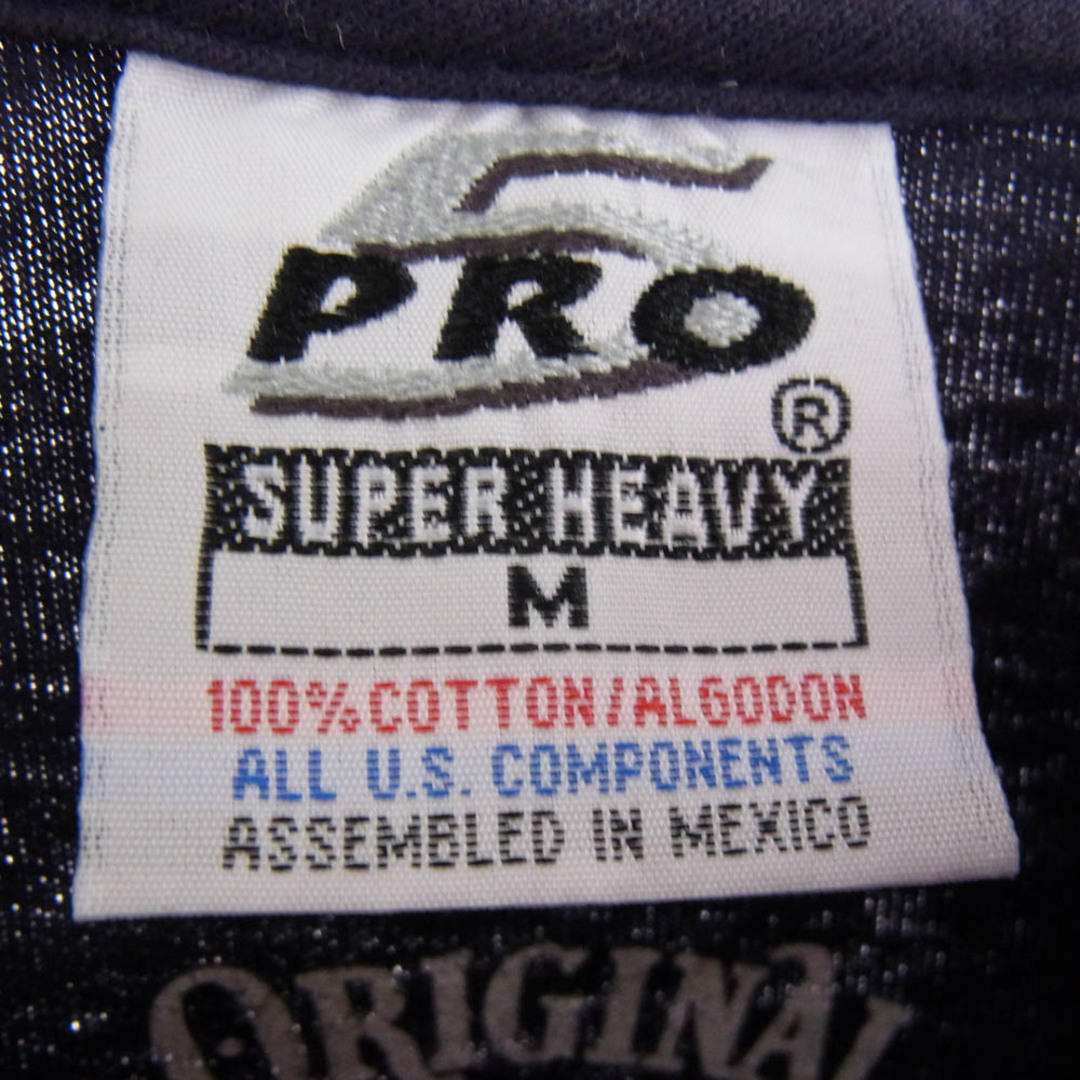 PRO
®
SUPER HEAVY
M
100%COTTON/ALGODON
ALL U.S. COMPONENTS
ASSEMBLED IN MEXICO
ORIGINAL